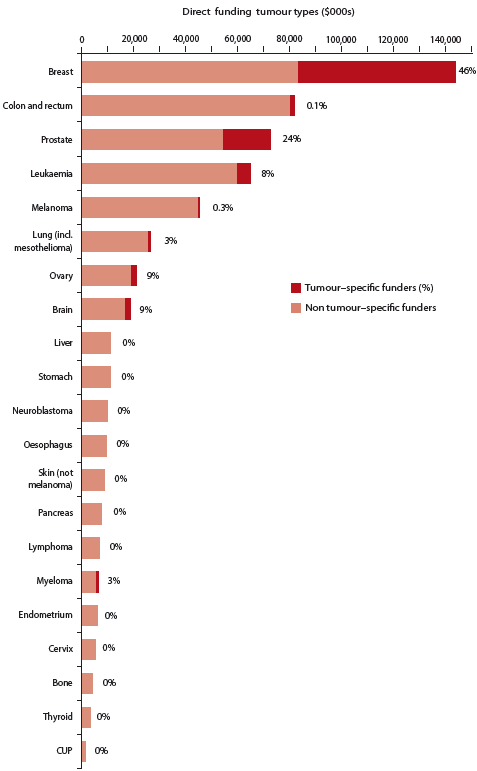 Direct funding tumour types ($000s)
0 20,000 40,000 60,000 80,000 100,000 120,000 140,000
Breast 46%
Colon and rectum 0.1%
Prostate 24%
Leukaemia 8%
Melanoma 0.3%
Lung (incl.
mesothelioma) 3%
Ovary 9%
Tumour–specific funders (%)
Brain 9%
Non tumour–specific funders
Liver 0%
Stomach 0%
Neuroblastoma 0%
Oesophagus 0%
Skin (not
melanoma) 0%
Pancreas 0%
Lymphoma 0%
Myeloma 3%
Endometrium 0%
Cervix 0%
Bone 0%
Thyroid 0%
CUP 0%